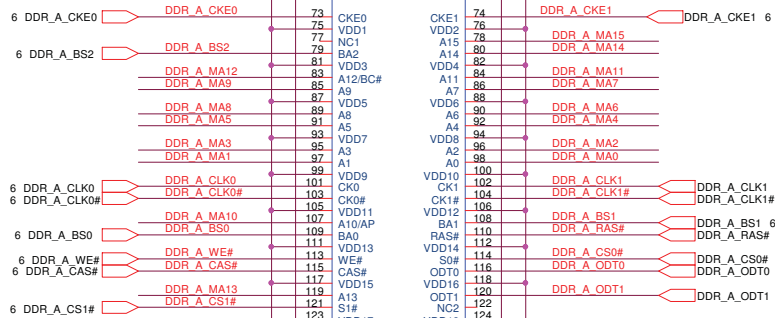 6 DDR_A_CKE0 DDR_A_CKE0 73 CKE0 CKE1 74 DDR_A_CKE1 DDR_A_CKE1 6
75 VDD1 VDD2 76
77 NC1 A15 78 DDR_A_MA15
6 DDR_A_BS2 DDR_A_BS2 79 BA2 A14 80 DDR_A_MA14
81 VDD3 VDD4 82
DDR_A_MA12 83 A12/BC# A11 84 DDR_A_MA11
DDR_A_MA9 85 A9 A7 86 DDR_A_MA7
87 VDD5 VDD6 88
DDR_A_MA8 89 A8 A6 90 DDR_A_MA6
DDR_A_MA5 91 A5 A4 92 DDR_A_MA4
93 VDD7 VDD8 94
DDR_A_MA3 95 A3 A2 96 DDR_A_MA2
DDR_A_MA1 97 A1 A0 98 DDR_A_MA0
99 VDD9 VDD10 100
6 DDR_A_CLK0 DDR_A_CLK0 101 CK0 CK1 102 DDR_A_CLK1 DDR_A_CLK1
6 DDR_A_CLK0# DDR_A_CLK0# 103 CK0# CK1# 104 DDR_A_CLK1# DDR_A_CLK1#
105 VDD11 VDD12 106
DDR_A_MA10 107 A10/AP BA1 108 DDR_A_BS1 DDR_A_BS1 6
6 DDR_A_BS0 DDR_A_BS0 109 BA0 RAS# 110 DDR_A_RAS# DDR_A_RAS#
111 VDD13 VDD14 112
6 DDR_A_WE# DDR_A_WE# 113 WE# S0# 114 DDR_A_CS0# DDR_A_CS0#
6 DDR_A_CAS# DDR_A_CAS# 115 CAS# ODT0 116 DDR_A_ODT0 DDR_A_ODT0
117 VDD15 VDD16 118
DDR_A_MA13 119 A13 ODT1 120 DDR_A_ODT1 DDR_A_ODT1
6 DDR_A_CS1# DDR_A_CS1# 121 S1# NC2 122
123 124